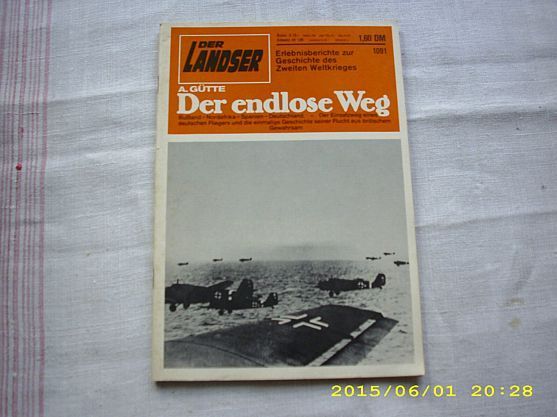 DER
LANDSER
1,60 DM
1091
Erlebnisberichte zur
Geschichte des
Zweiten Weltkrieges
A. GÜTTE
Der endlose Weg
Rußland - Nordafrika - Spanien - Deutschland. - Der Einsatzweg eines
deutschen Fliegers und die einmalige Geschichte seiner Flucht aus britischem
Gewahrsam
2015/06/01 20:28